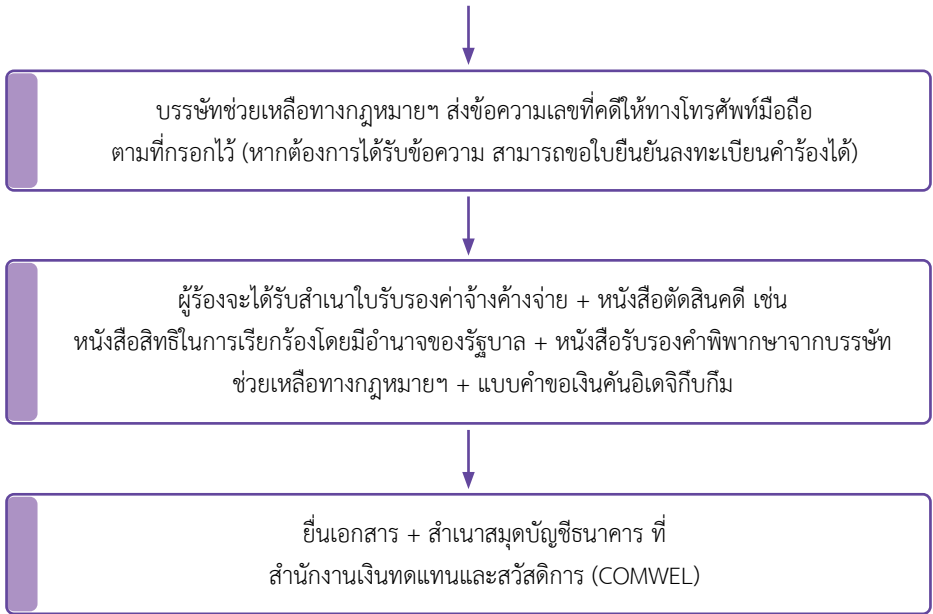 บรรษัทช่วยเหลือทางกฎหมายฯ ส่งข้อความเลขที่คดีให้ทางโทรศัพท์มือถือ
ตามที่กรอกไว้ (หากต้องการได้รับข้อความ สามารถขอใบยืนยันลงทะเบียนคำร้องได้)
ผู้ร้องจะได้รับสำเนาใบรับรองค่าจ้างค้างจ่าย + หนังสือตัดสินคดี เช่น
หนังสือสิทธิในการเรียกร้องโดยมีอำนาจของรัฐบาล + หนังสือรับรองคำพิพากษาจากบรรษัท
ช่วยเหลือทางกฎหมายฯ + แบบคำขอเงินคันอิเดจิกึบกึม
ยื่นเอกสาร + สำเนาสมุดบัญชีธนาคาร ที่
สำนักงานเงินทดแทนและสวัสดิการ (COMWEL)